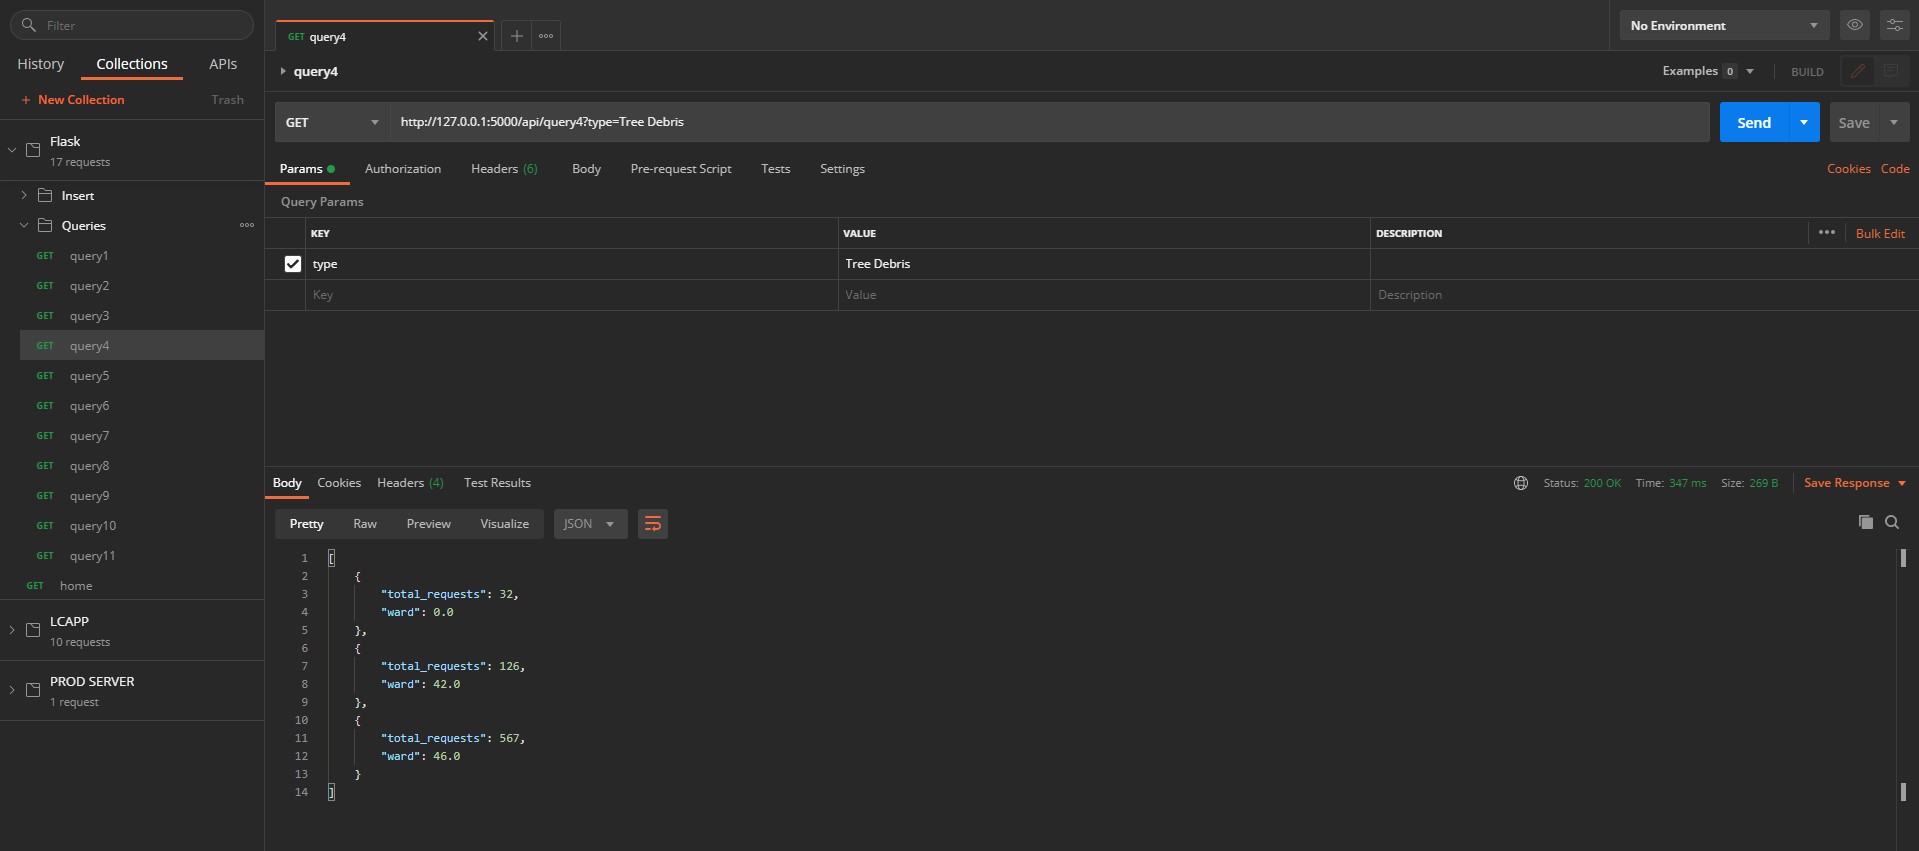 Filter
History Collections APIs
+ New Collection Trash
Flask
17 requests
Insert
Queries
GET query1
GET query2
GET query3
GET query4
GET query5
GET query6
GET query7
GET query8
GET query9
GET query10
GET query11
GET home
LCAPP
10 requests
PROD SERVER
1 request
GET query4
No Environment
query4
Examples 0 BUILD
GET http://127.0.0.1:5000/api/query4?type=Tree Debris Send Save
Params Authorization Headers (6) Body Pre-request Script Tests Settings Cookies Code
Query Params
KEY VALUE DESCRIPTION Bulk Edit
type Tree Debris
Key Value Description
Body Cookies Headers (4) Test Results Status: 200 OK Time: 347 ms Size: 269 B Save Response
Pretty Raw Preview Visualize JSON
1 [
2 {
3 "total_requests": 32,
4 "ward": 0.0
5 },
6 {
7 "total_requests": 126,
8 "ward": 42.0
9 },
10 {
11 "total_requests": 567,
12 "ward": 46.0
13 }
14 ]